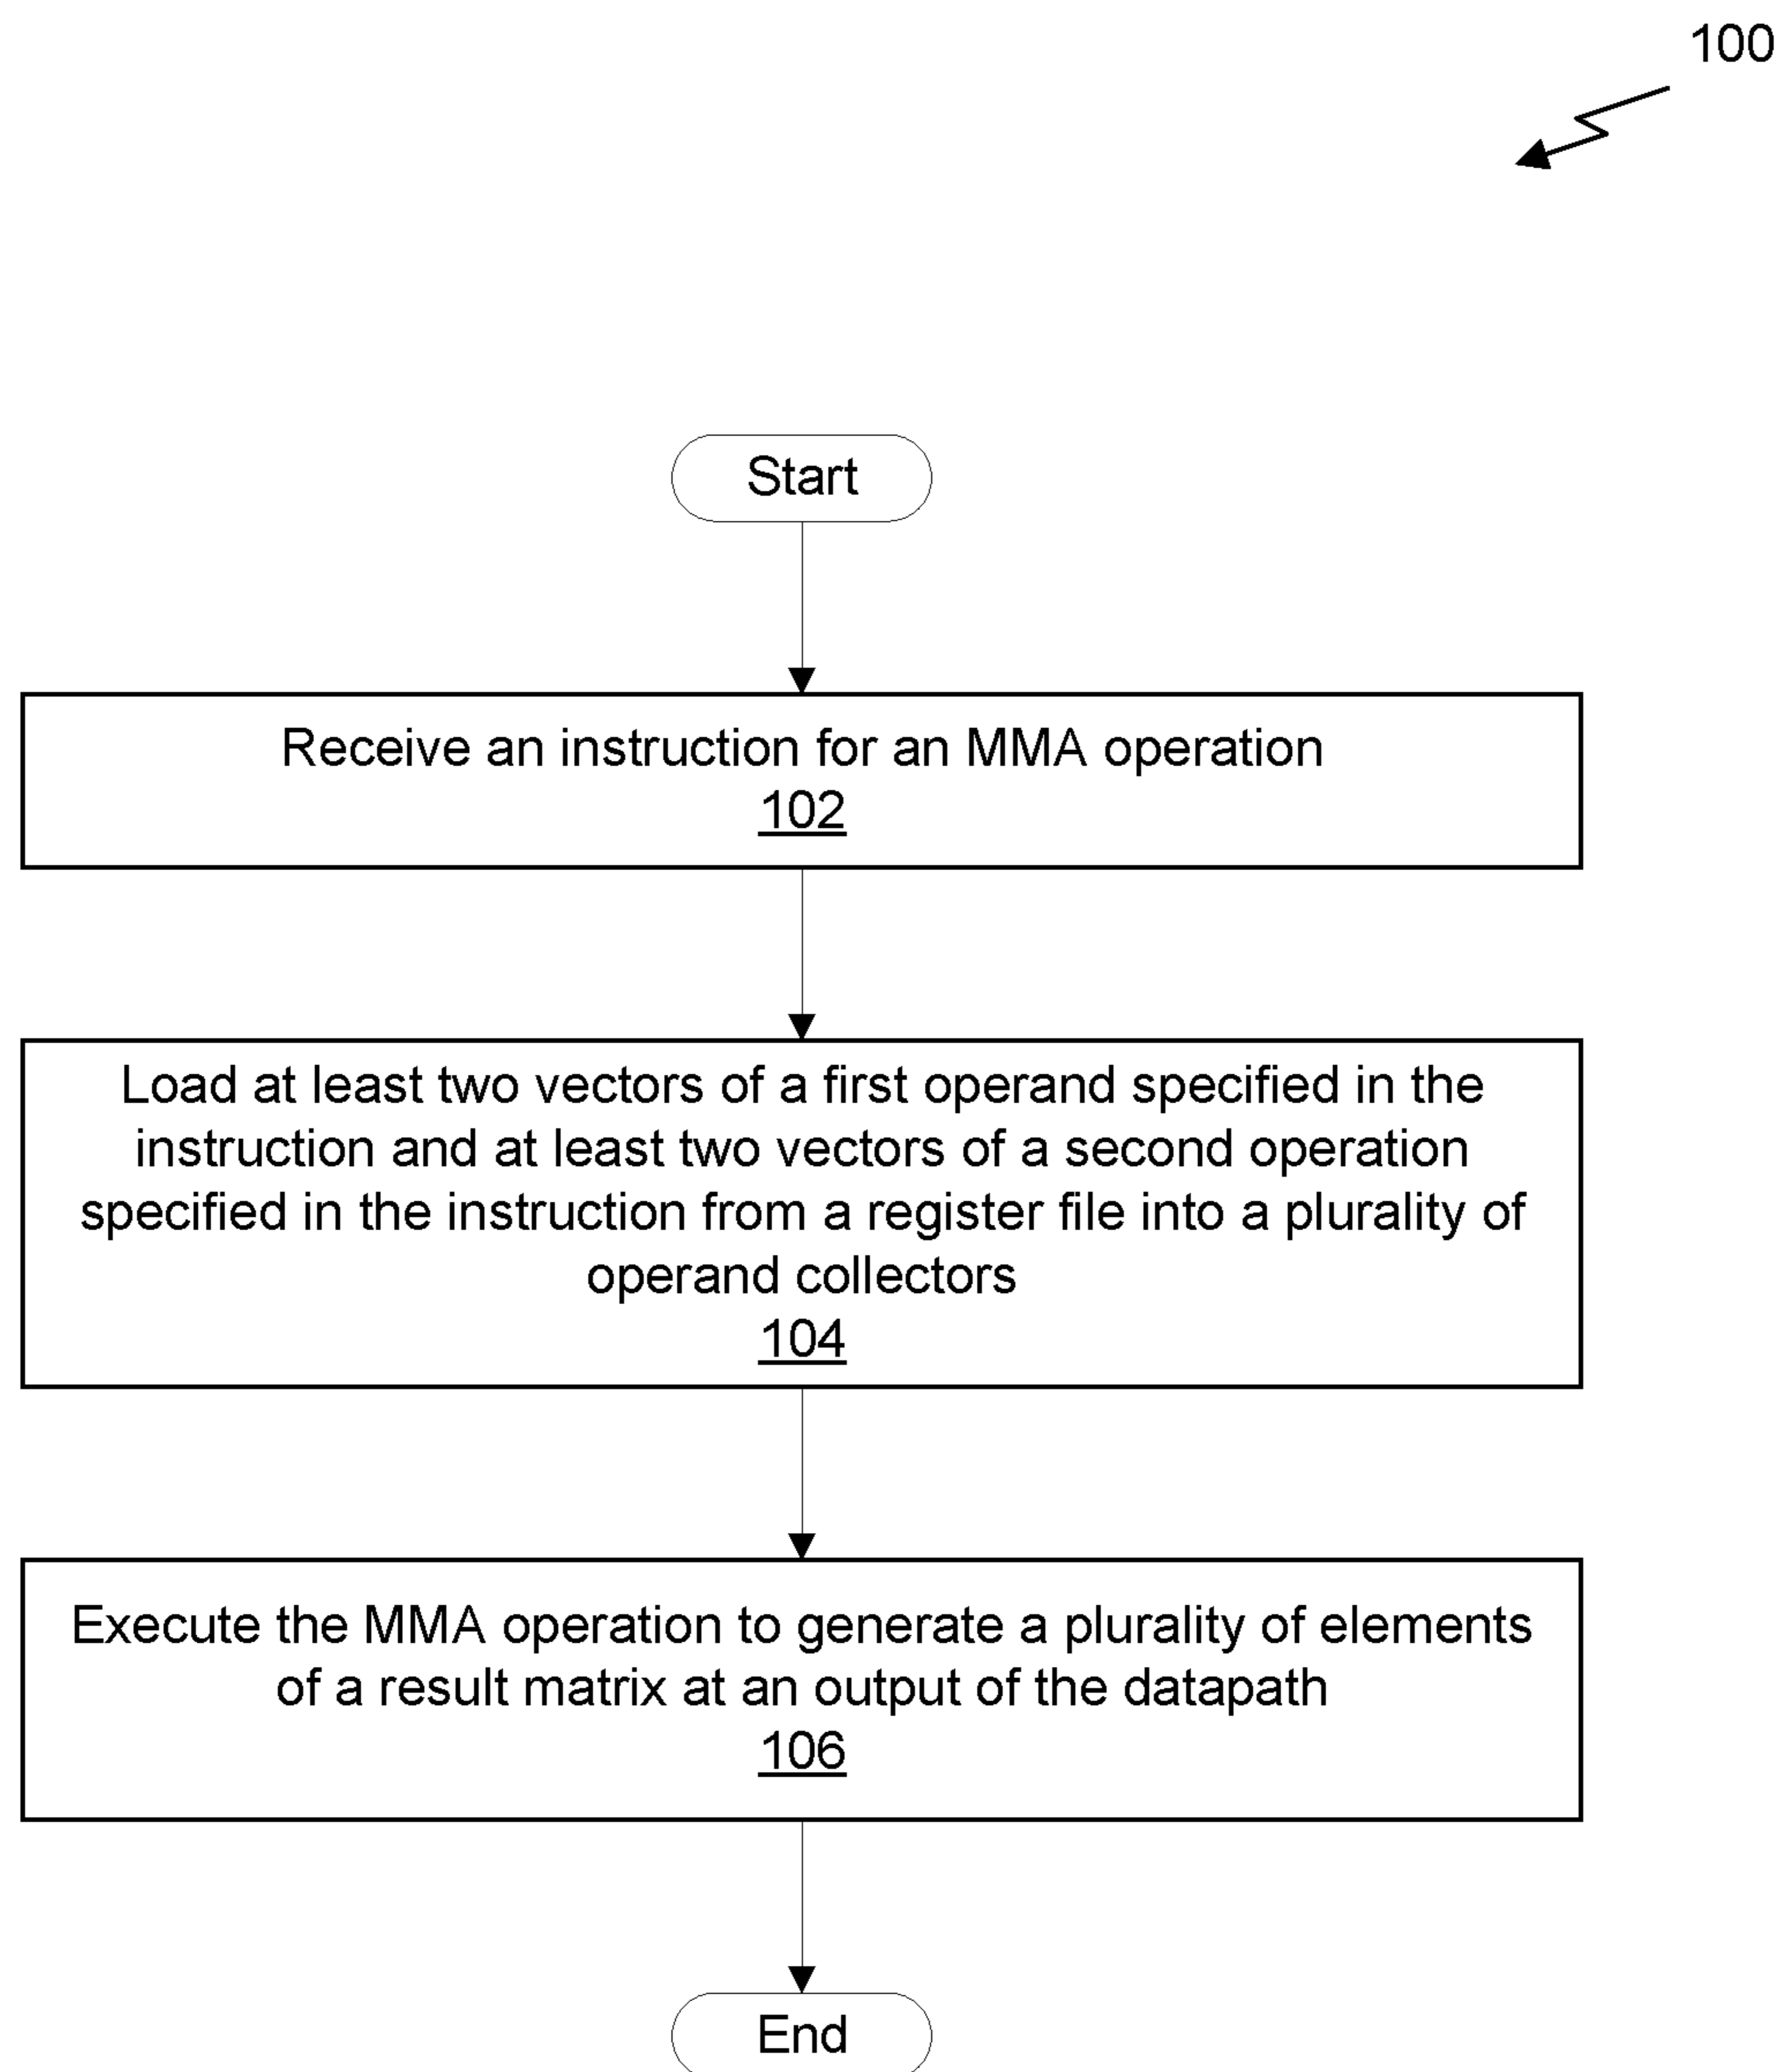 100
Start
Receive an instruction for an MMA operation
102
Load at least two vectors of a first operand specified in the
instruction and at least two vectors of a second operation
specified in the instruction from a register file into a plurality of
operand collectors
104
Execute the MMA operation to generate a plurality of elements
of a result matrix at an output of the datapath
106
End